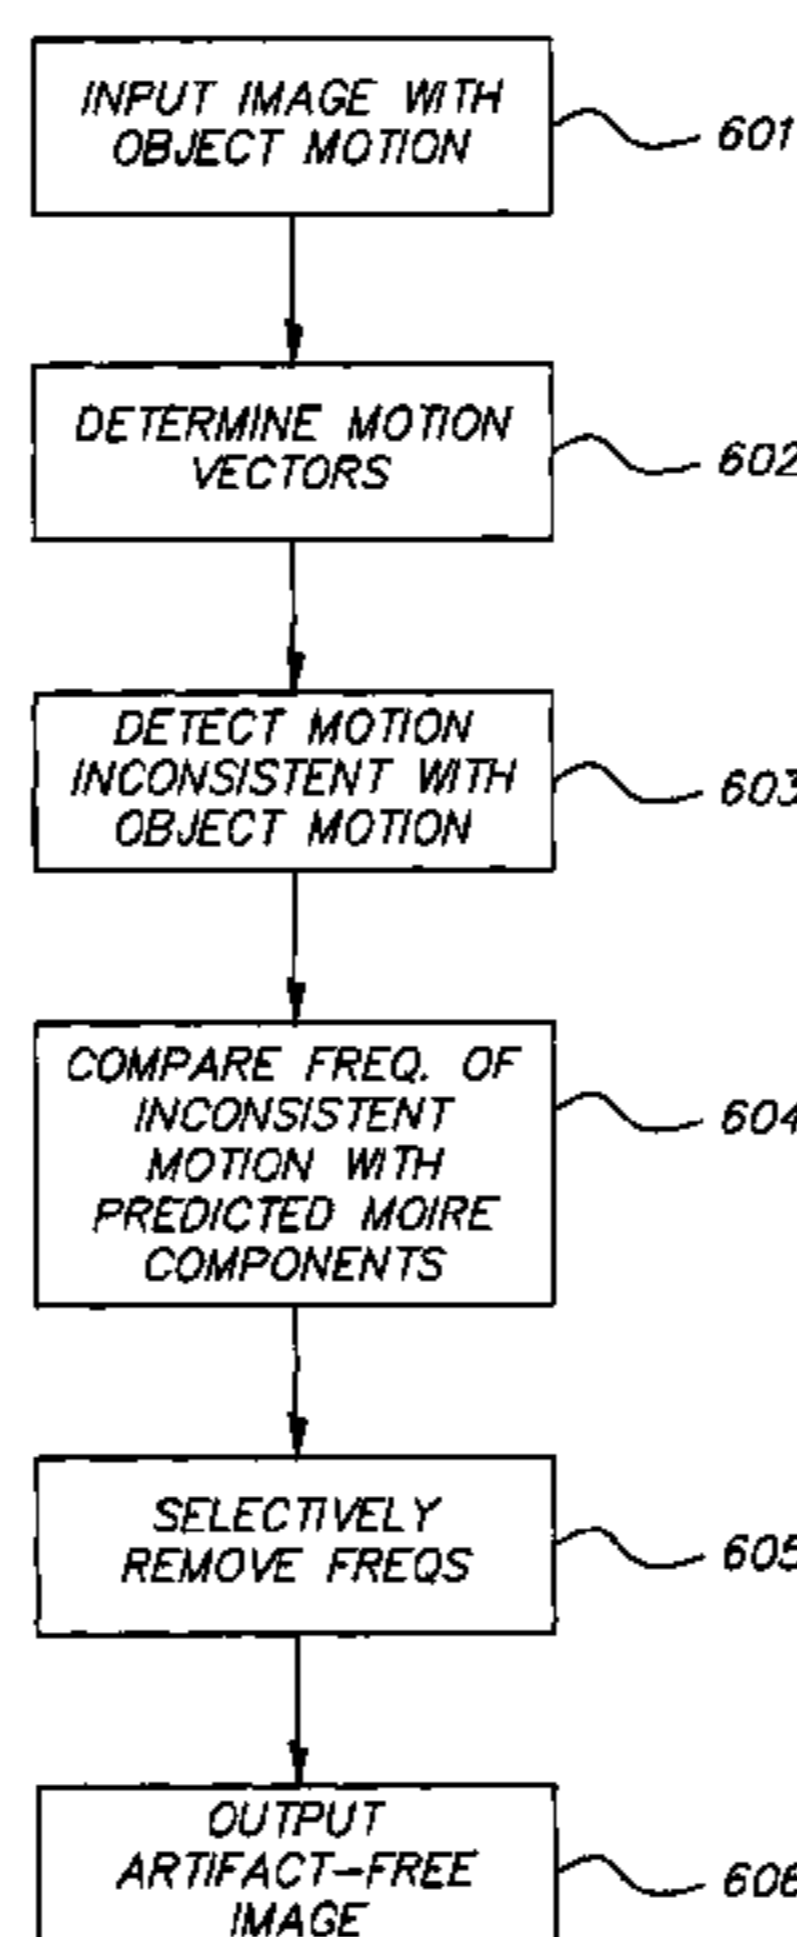 INPUT IMAGE WITH
OBJECT MOTION
601
DETERMINE MOTION
VECTORS
602
DETECT MOTION
INCONSISTENT WITH
OBJECT MOTION
603
COMPARE FREQ. OF
INCONSISTENT
MOTION WITH
PREDICTED MOIRE
COMPONENTS
604
SELECTIVELY
REMOVE FREQS
605
OUTPUT
ARTIFACT-FREE
IMAGE
606